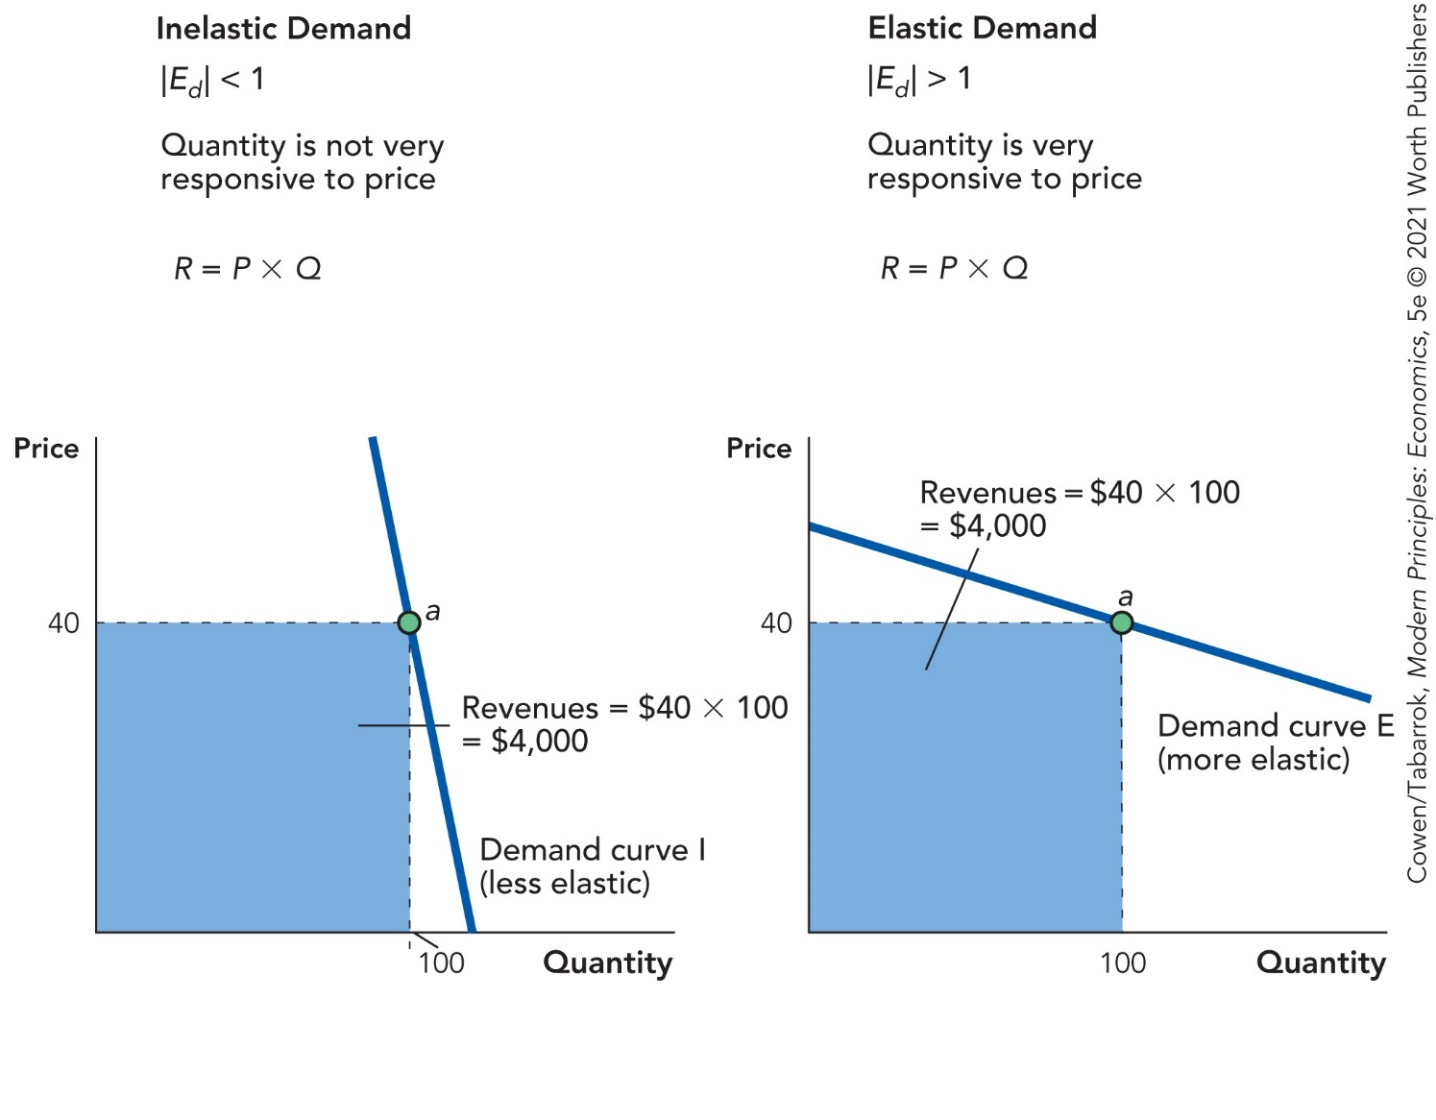 Inelastic Demand
|Ed| < 1
Quantity is not very
responsive to price
R = P × Q
Price
40
a
Revenues = $40 × 100
= $4,000
Demand curve I
(less elastic)
100
Quantity
Elastic Demand
|Ed| > 1
Quantity is very
responsive to price
R = P × Q
Price
Revenues = $40 × 100
= $4,000
a
40
Demand curve E
(more elastic)
100
Quantity
Cowen/Tabarrok, Modern Principles: Economics, 5e © 2021 Worth Publishers